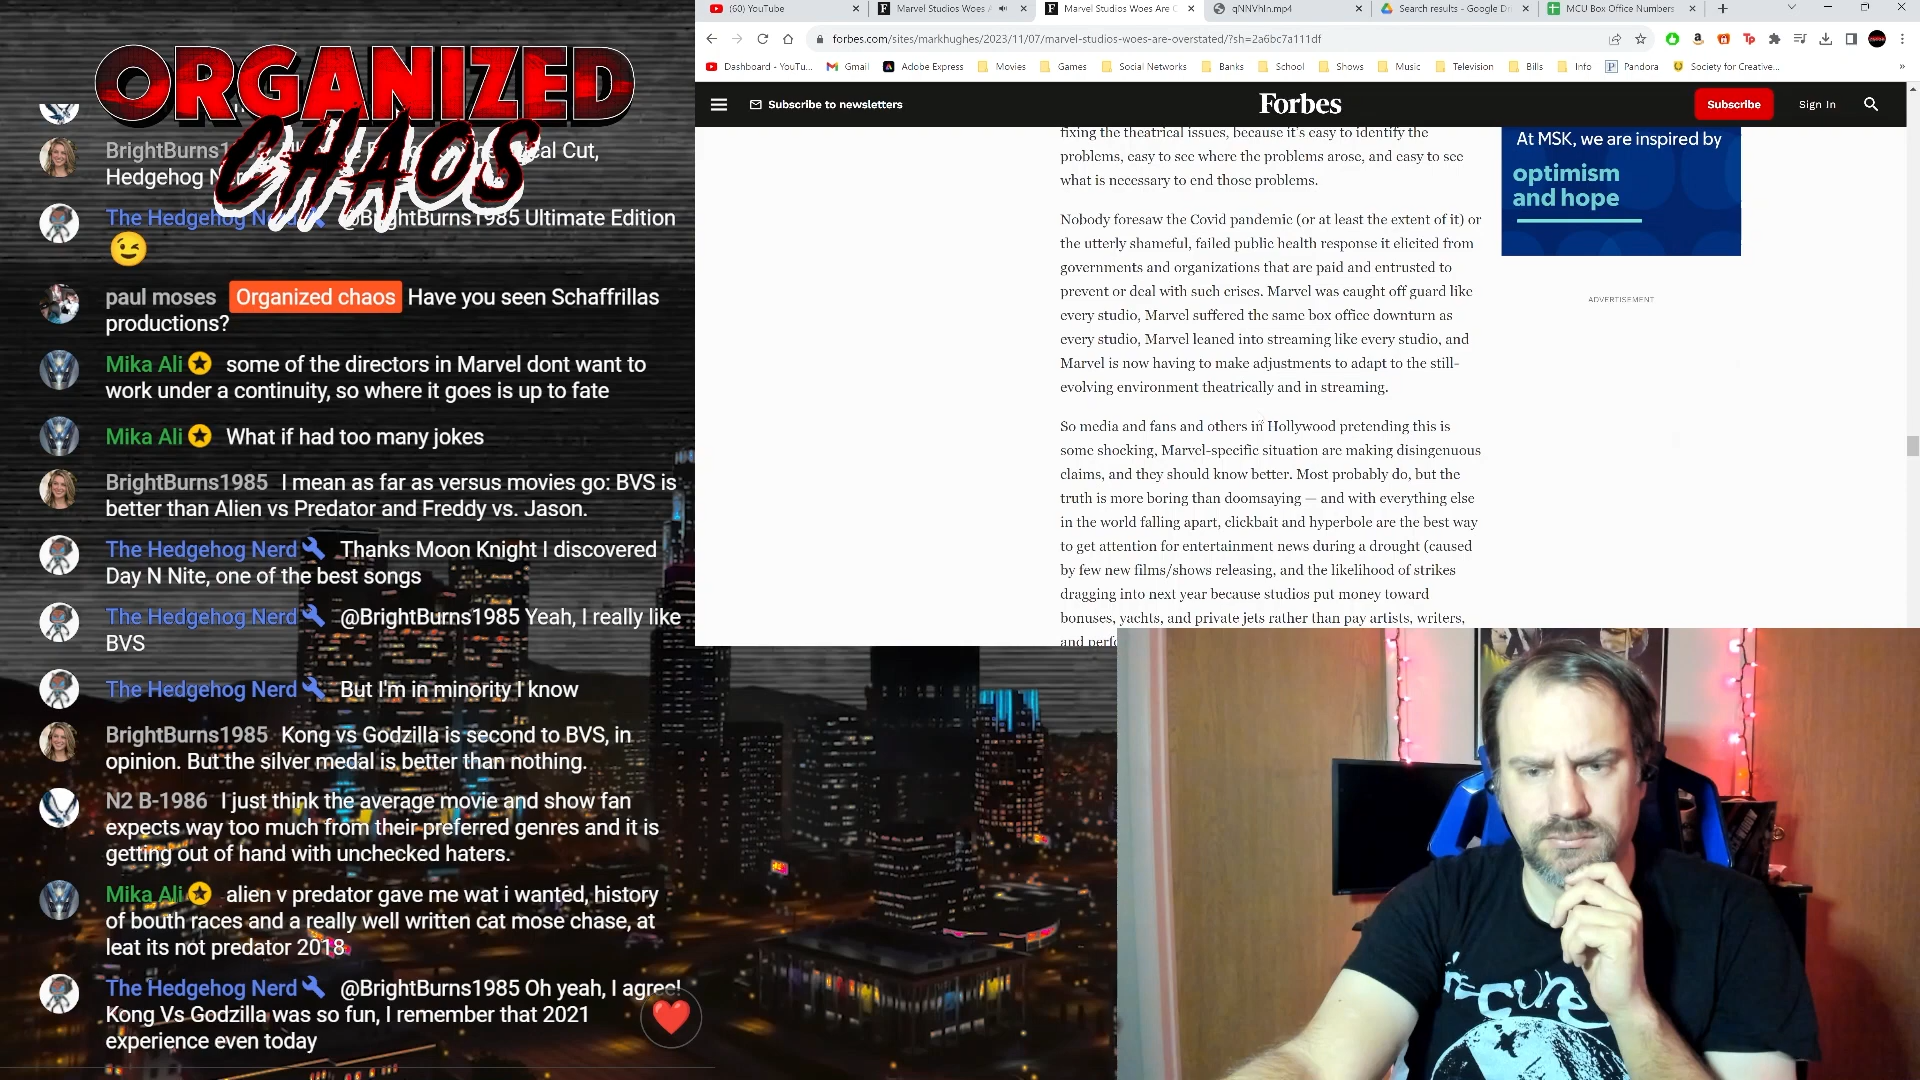 ORGANIZED
CHAOS
Cut,
Hedgehog
The Hedgehog @BrightBurns1985 Ultimate Edition
paul moses Organized chaos Have you seen Schaffrillas
productions?
Mika Ali some of the directors in Marvel dont want to
work under a continuity, so where it goes is up to fate
Mika Ali What if had too many jokes
BrightBurns1985 I mean as far as versus movies go: BVS is
better than Alien vs Predator and Freddy vs. Jason.
The Hedgehog Nerd Thanks Moon Knight I discovered
Day N Nite, one of the best songs
The Hedgehog Nerd @BrightBurns1985 Yeah, I really like
BVS
The Hedgehog Nerd But I'm in minority I know
BrightBurns1985 Kong vs Godzilla is second to BVS, in
opinion. But the silver medal is better than nothing.
N2 B-1986 I just think the average movie and show fan
expects way too much from their preferred genres and it is
getting out of hand with unchecked haters.
Mika Ali alien v predator gave me wat i wanted, history
of bouth races and a really well written cat mose chase, at
leat its not predator 2018
The Hedgehog Nerd @BrightBurns1985 Oh yeah, I agree!
Kong Vs Godzilla was so fun, I remember that 2021
experience even today
(60) YouTube
Marvel Studios Woes A
Marvel Studios Woes Are C
qNNVhIn.mp4
Search results - Google Dr
MCU Box Office Numbers
forbes.com/sites/markhughes/2023/11/07/marvel-studios-woes-are-overstated/?sh=2a6bc7a111df
Dashboard - YouTu... Gmail Adobe Express Movies Games Social Networks Banks School Shows Music Television Bills Info Pandora Society for Creative... »
Subscribe to newsletters
Forbes
Subscribe
Sign In
fixing the theatrical issues, because it's easy to identify the
problems, easy to see where the problems arose, and easy to see
what is necessary to end those problems.
Nobody foresaw the Covid pandemic (or at least the extent of it) or
the utterly shameful, failed public health response it elicited from
governments and organizations that are paid and entrusted to
prevent or deal with such crises. Marvel was caught off guard like
every studio, Marvel suffered the same box office downturn as
every studio, Marvel leaned into streaming like every studio, and
Marvel is now having to make adjustments to adapt to the still-
evolving environment theatrically and in streaming.
So media and fans and others in Hollywood pretending this is
some shocking, Marvel-specific situation are making disingenuous
claims, and they should know better. Most probably do, but the
truth is more boring than doomsaying — and with everything else
in the world falling apart, clickbait and hyperbole are the best way
to get attention for entertainment news during a drought (caused
by few new films/shows releasing, and the likelihood of strikes
dragging into next year because studios put money toward
bonuses, yachts, and private jets rather than pay artists, writers,
and perf
At MSK, we are inspired by
optimism
and hope
ADVERTISEMENT